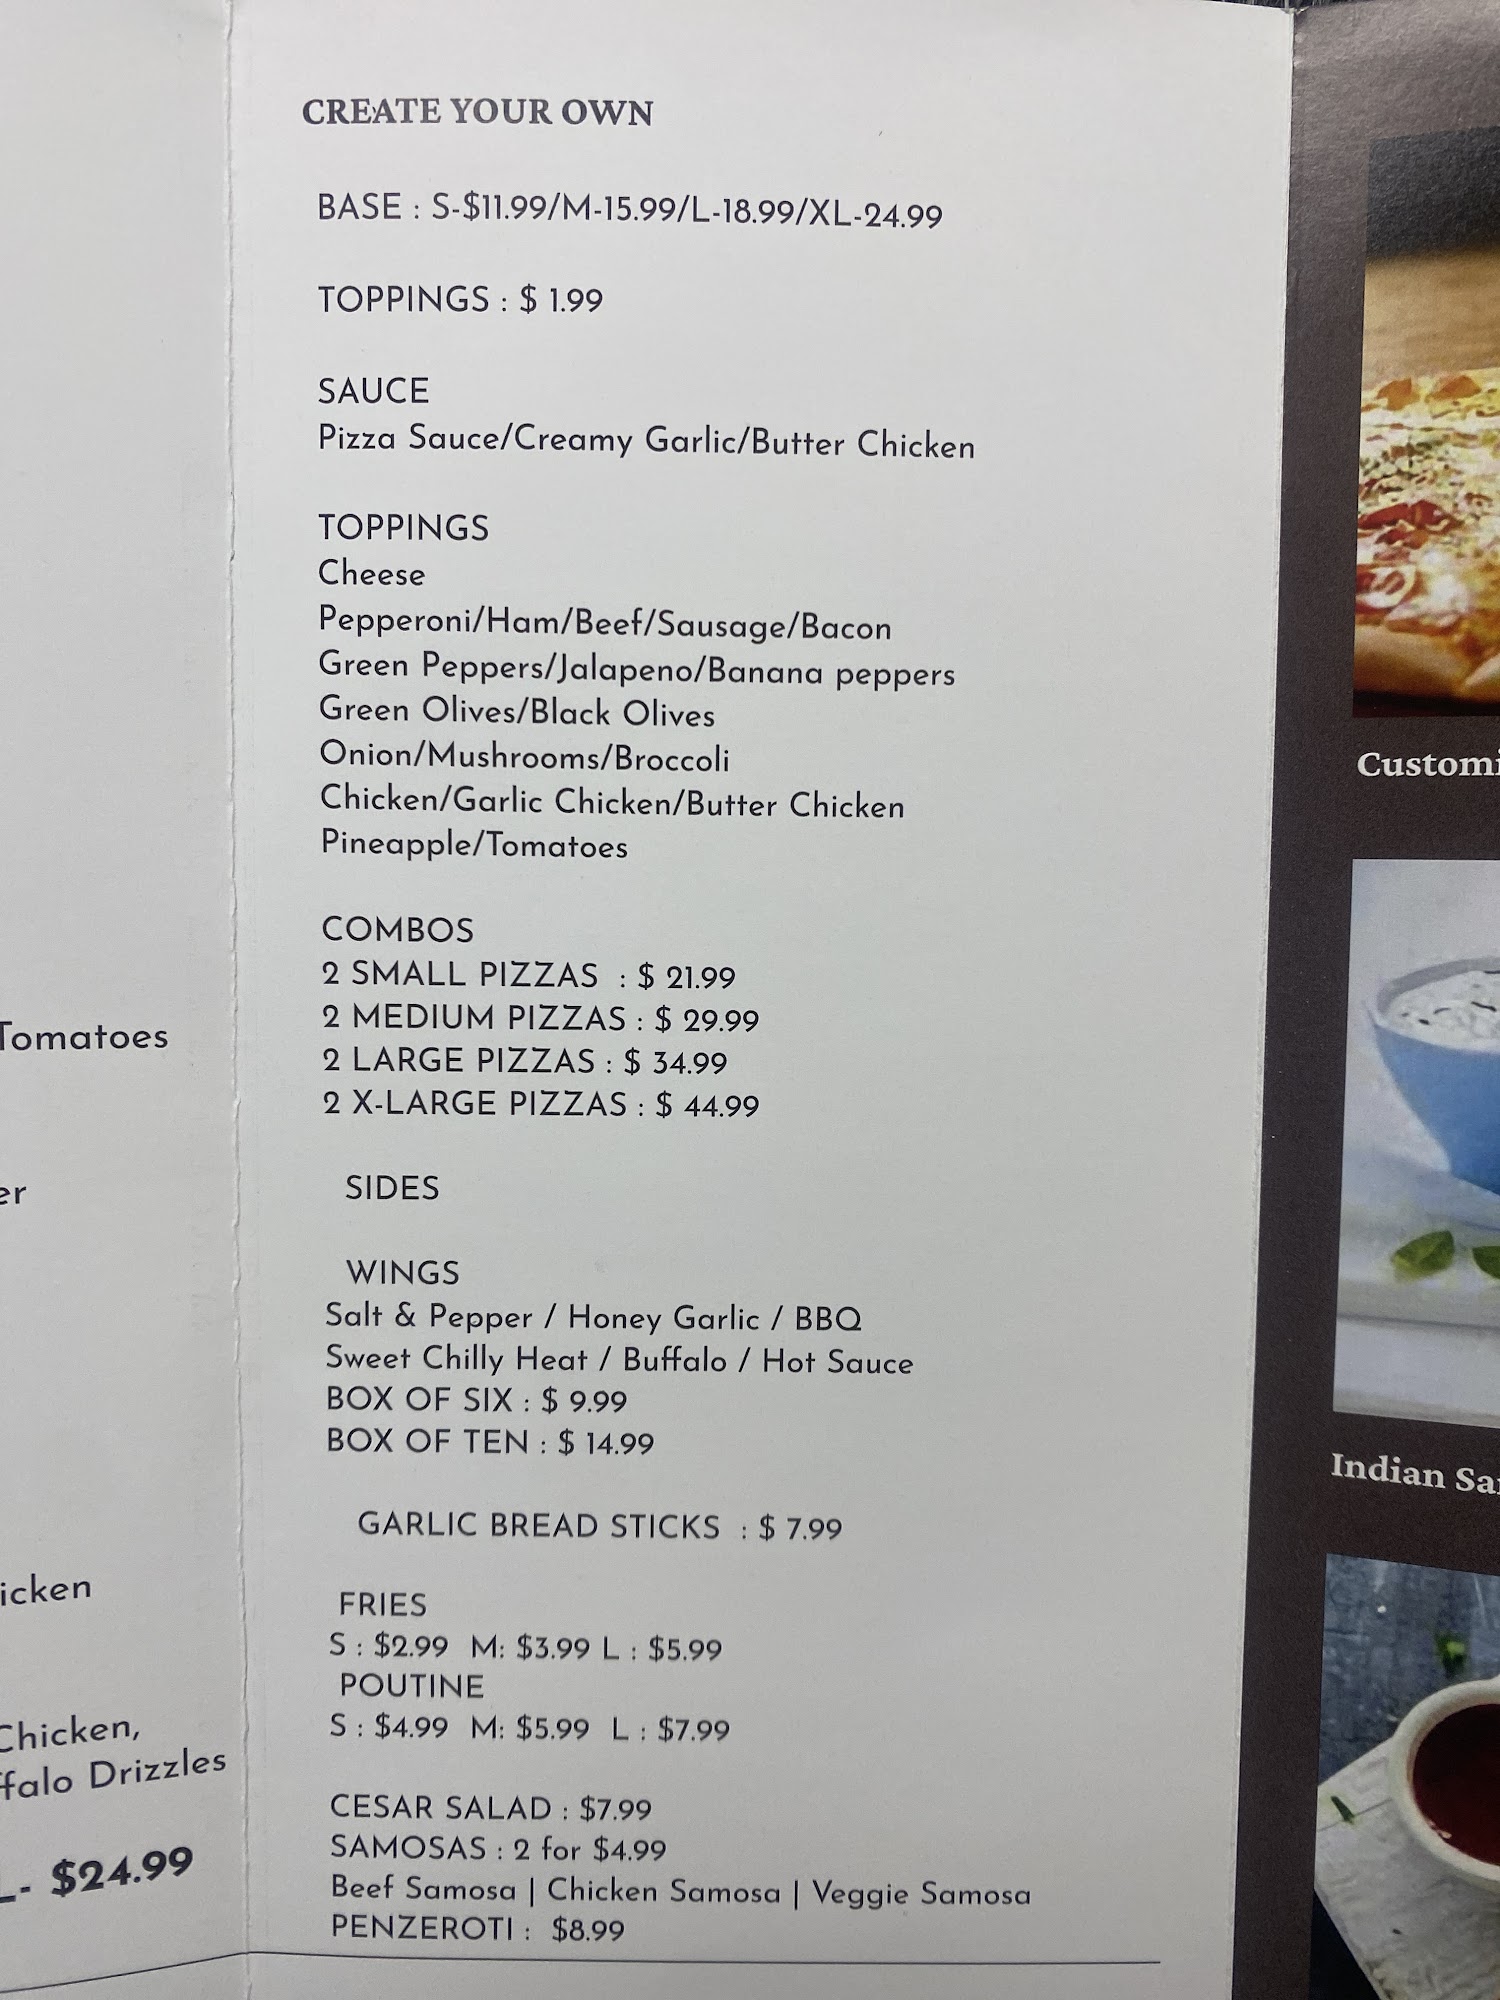 CREATE YOUR OWN
BASE : S-$11.99/M-15.99/L-18.99/XL-24.99
TOPPINGS : $ 1.99
SAUCE
Pizza Sauce/Creamy Garlic/Butter Chicken
TOPPINGS
Cheese
Pepperoni/Ham/Beef/Sausage/Bacon
Green Peppers/Jalapeno/Banana peppers
Green Olives/Black Olives
Onion/Mushrooms/Broccoli
Chicken/Garlic Chicken/Butter Chicken
Pineapple/Tomatoes
COMBOS
2 SMALL PIZZAS : $ 21.99
2 MEDIUM PIZZAS : $ 29.99
2 LARGE PIZZAS : $ 34.99
2 X-LARGE PIZZAS : $ 44.99
SIDES
WINGS
Salt & Pepper / Honey Garlic / BBQ
Sweet Chilly Heat / Buffalo / Hot Sauce
BOX OF SIX : $ 9.99
BOX OF TEN : $ 14.99
GARLIC BREAD STICKS : $ 7.99
FRIES
S : $2.99 M: $3.99 L : $5.99
POUTINE
S : $4.99 M: $5.99 L : $7.99
CESAR SALAD : $7.99
SAMOSAS : 2 for $4.99
Beef Samosa | Chicken Samosa | Veggie Samosa
PENZEROTI : $8.99
Tomatoes
er
icken
Chicken,
ffalo Drizzles
L- $24.99
Customi
Indian Sa